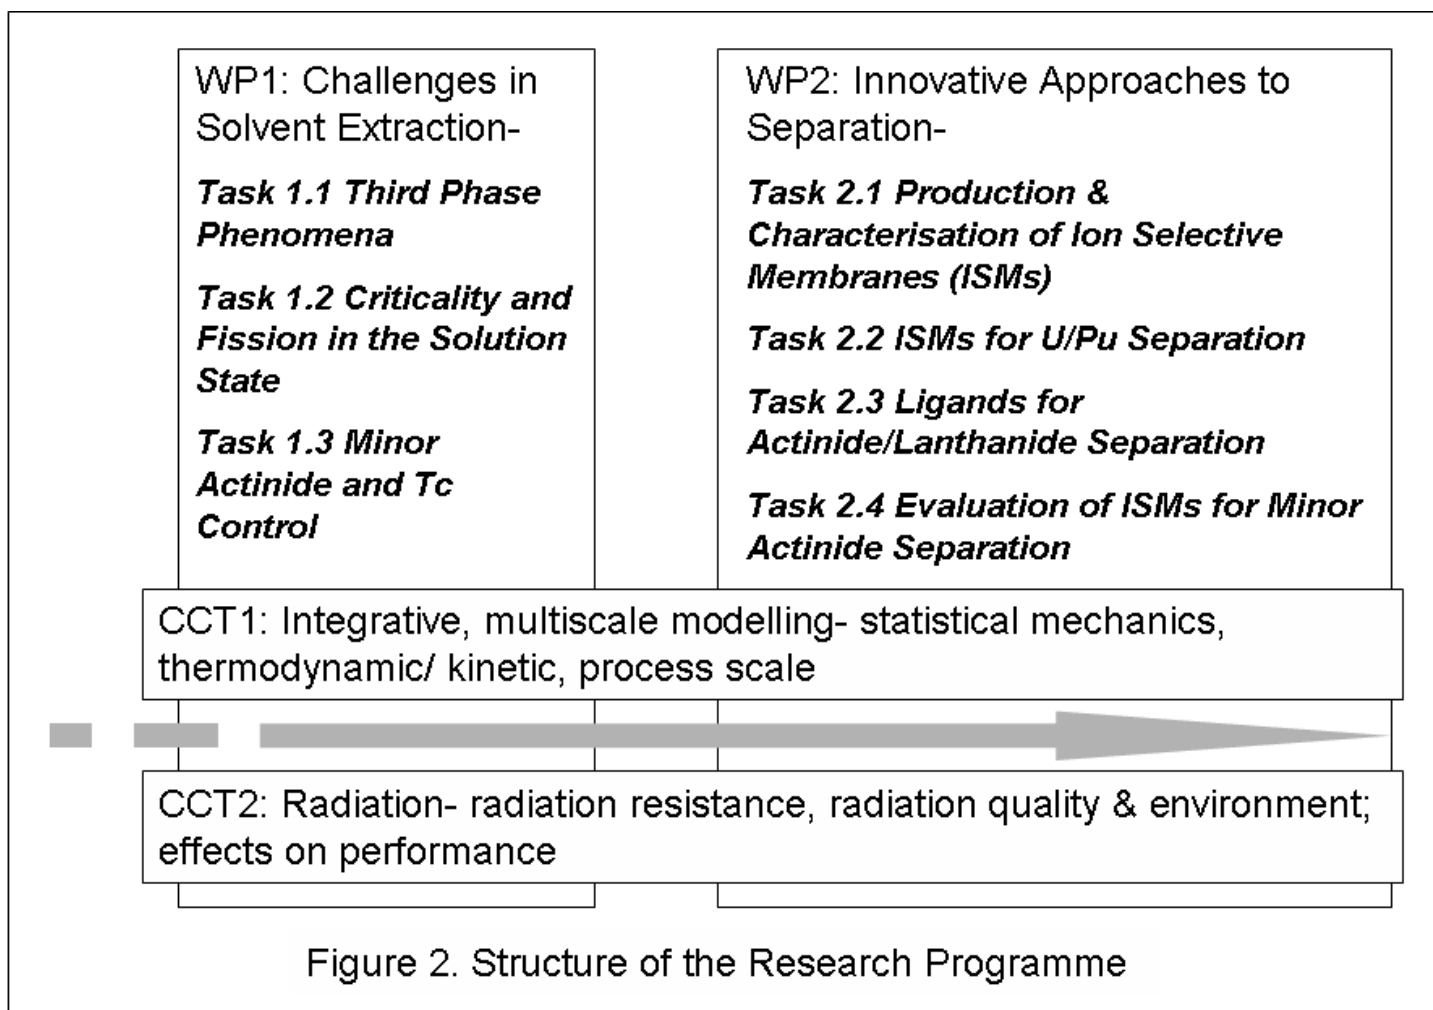 WP1: Challenges in
Solvent Extraction-
Task 1.1 Third Phase
Phenomena
Task 1.2 Criticality and
Fission in the Solution
State
Task 1.3 Minor
Actinide and Tc
Control
WP2: Innovative Approaches to
Separation-
Task 2.1 Production &
Characterisation of Ion Selective
Membranes (ISMs)
Task 2.2 ISMs for U/Pu Separation
Task 2.3 Ligands for
Actinide/Lanthanide Separation
Task 2.4 Evaluation of ISMs for Minor
Actinide Separation
CCT1: Integrative, multiscale modelling- statistical mechanics,
thermodynamic/ kinetic, process scale
CCT2: Radiation- radiation resistance, radiation quality & environment;
effects on performance
Figure 2. Structure of the Research Programme